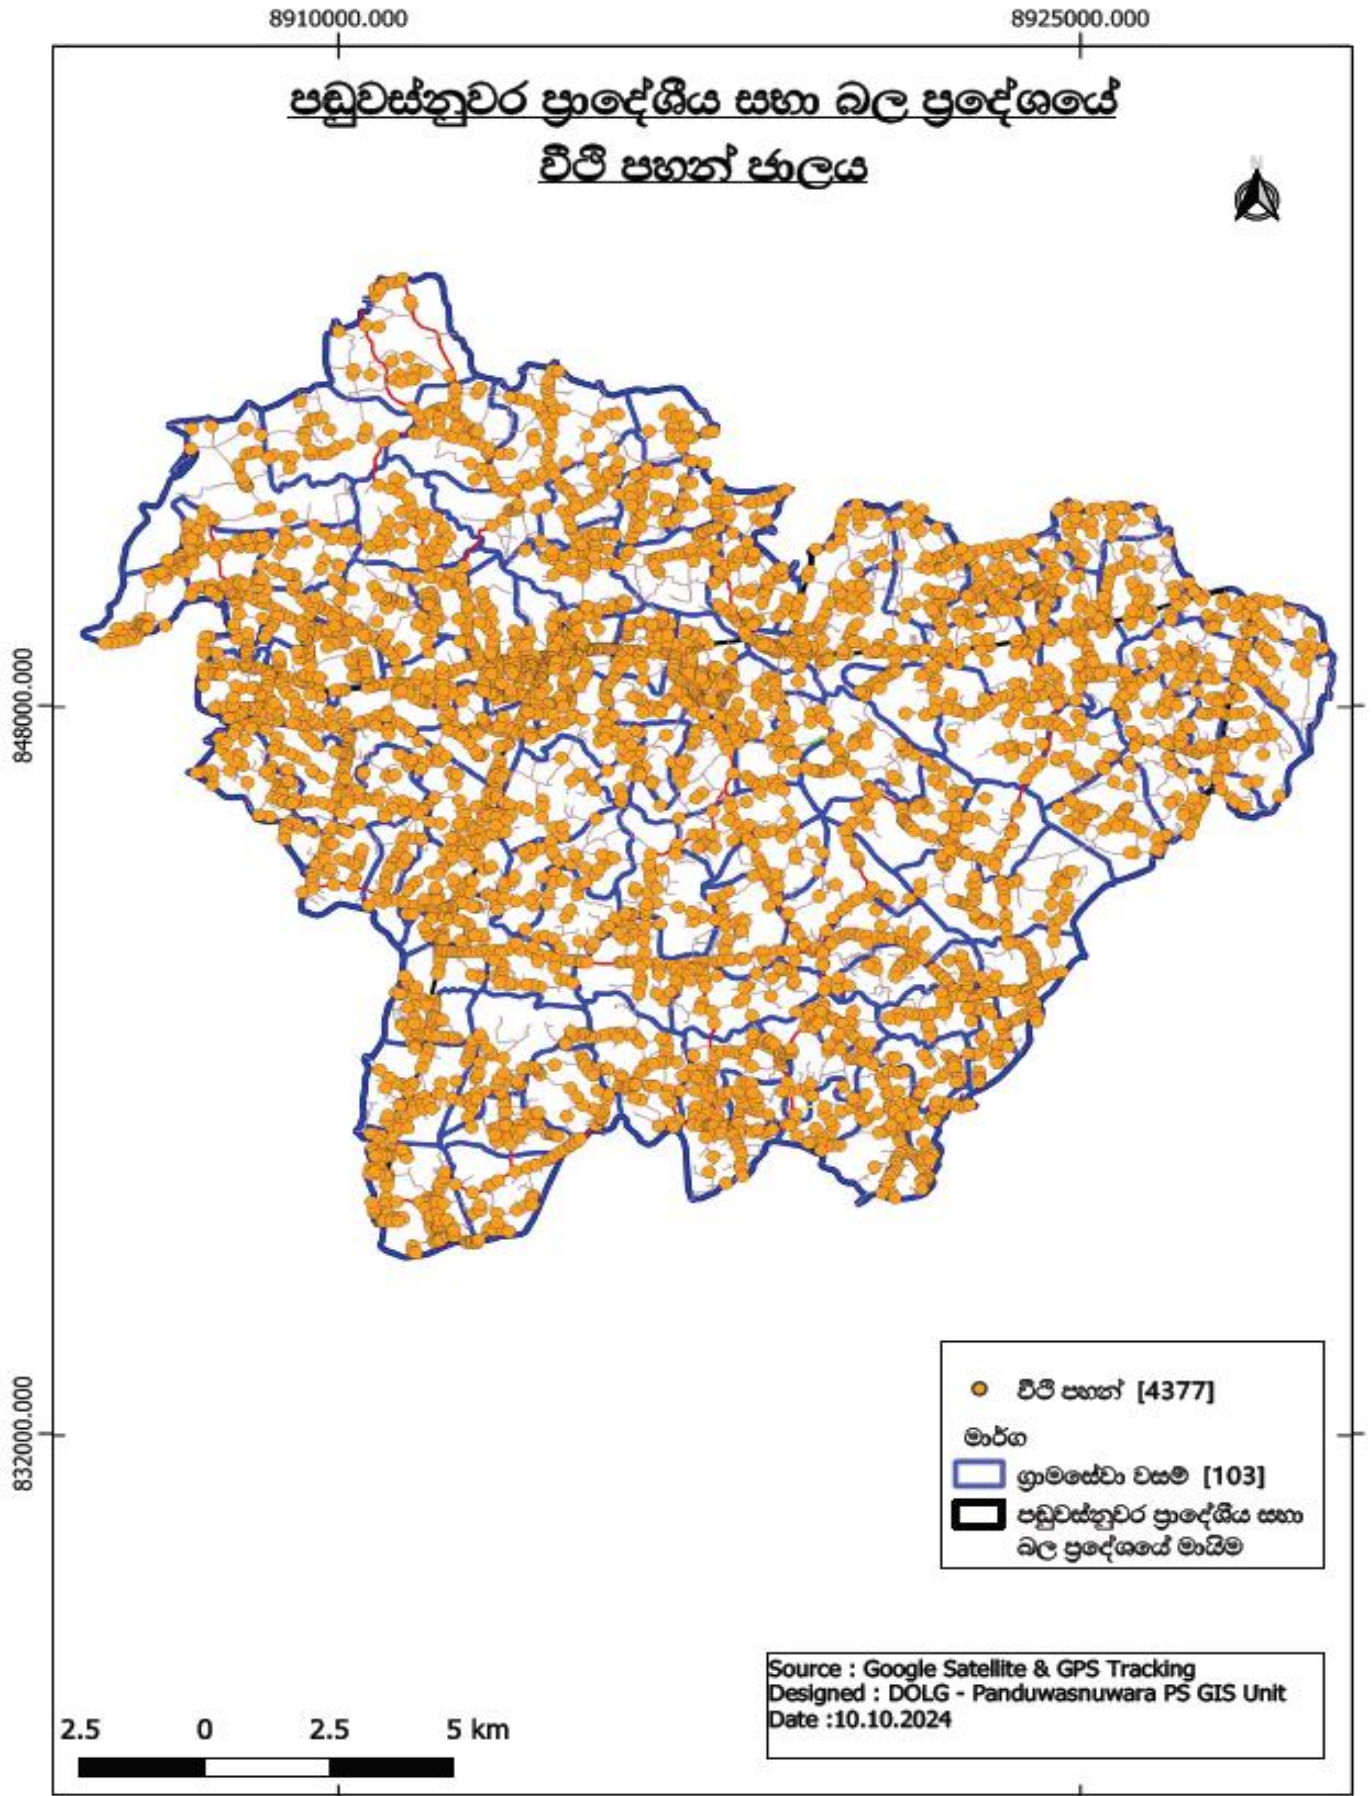 8910000.000 8925000.000
පඬුවස්නුවර ප්‍රාදේශීය සභා බල ප්‍රදේශයේ
වීථි පහන් ජාලය
N
848000.000
832000.000
වීථි පහන් [4377]
මාර්ග
ග්‍රාමසේවා වසම් [103]
පඬුවස්නුවර ප්‍රාදේශීය සභා
බල ප්‍රදේශයේ මායිම
Source : Google Satellite & GPS Tracking
Designed : DOLG - Panduwasnuwara PS GIS Unit
Date :10.10.2024
2.5 0 2.5 5 km